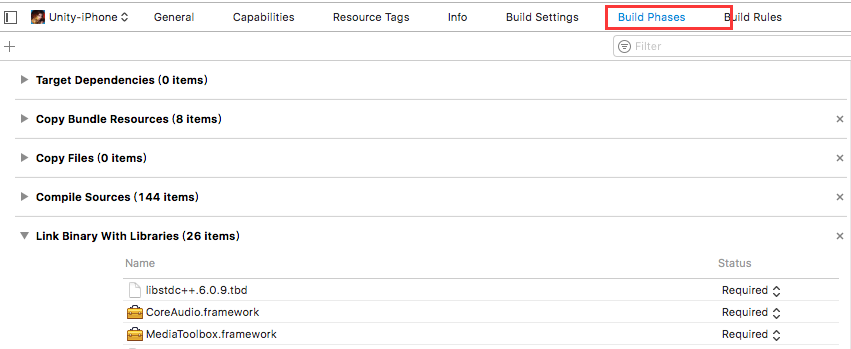 Unity-iPhone General Capabilities Resource Tags Info Build Settings Build Phases Build Rules
Filter
Target Dependencies (0 items)
Copy Bundle Resources (8 items)
Copy Files (0 items)
Compile Sources (144 items)
Link Binary With Libraries (26 items)
Name Status
libstdc++.6.0.9.tbd Required
CoreAudio.framework Required
MediaToolbox.framework Required